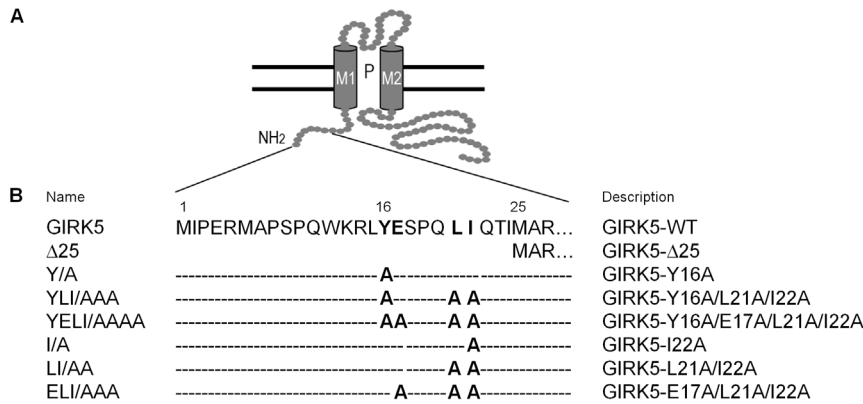 A
M1 P M2
NH2
B Name Description
1 16 25
GIRK5 MIPERMAPSPQWKRLYESPQ L I QTIMAR... GIRK5-WT
Δ25 MAR... GIRK5-Δ25
Y/A ----------------A-------------------- GIRK5-Y16A
YLI/AAA ----------------A------A A---------- GIRK5-Y16A/L21A/I22A
YELI/AAAA ----------------AA-----A A---------- GIRK5-Y16A/E17A/L21A/I22A
I/A -------------------------A---------- GIRK5-I22A
LI/AA -----------------------A A---------- GIRK5-L21A/I22A
ELI/AAA -----------------A-----A A---------- GIRK5-E17A/L21A/I22A